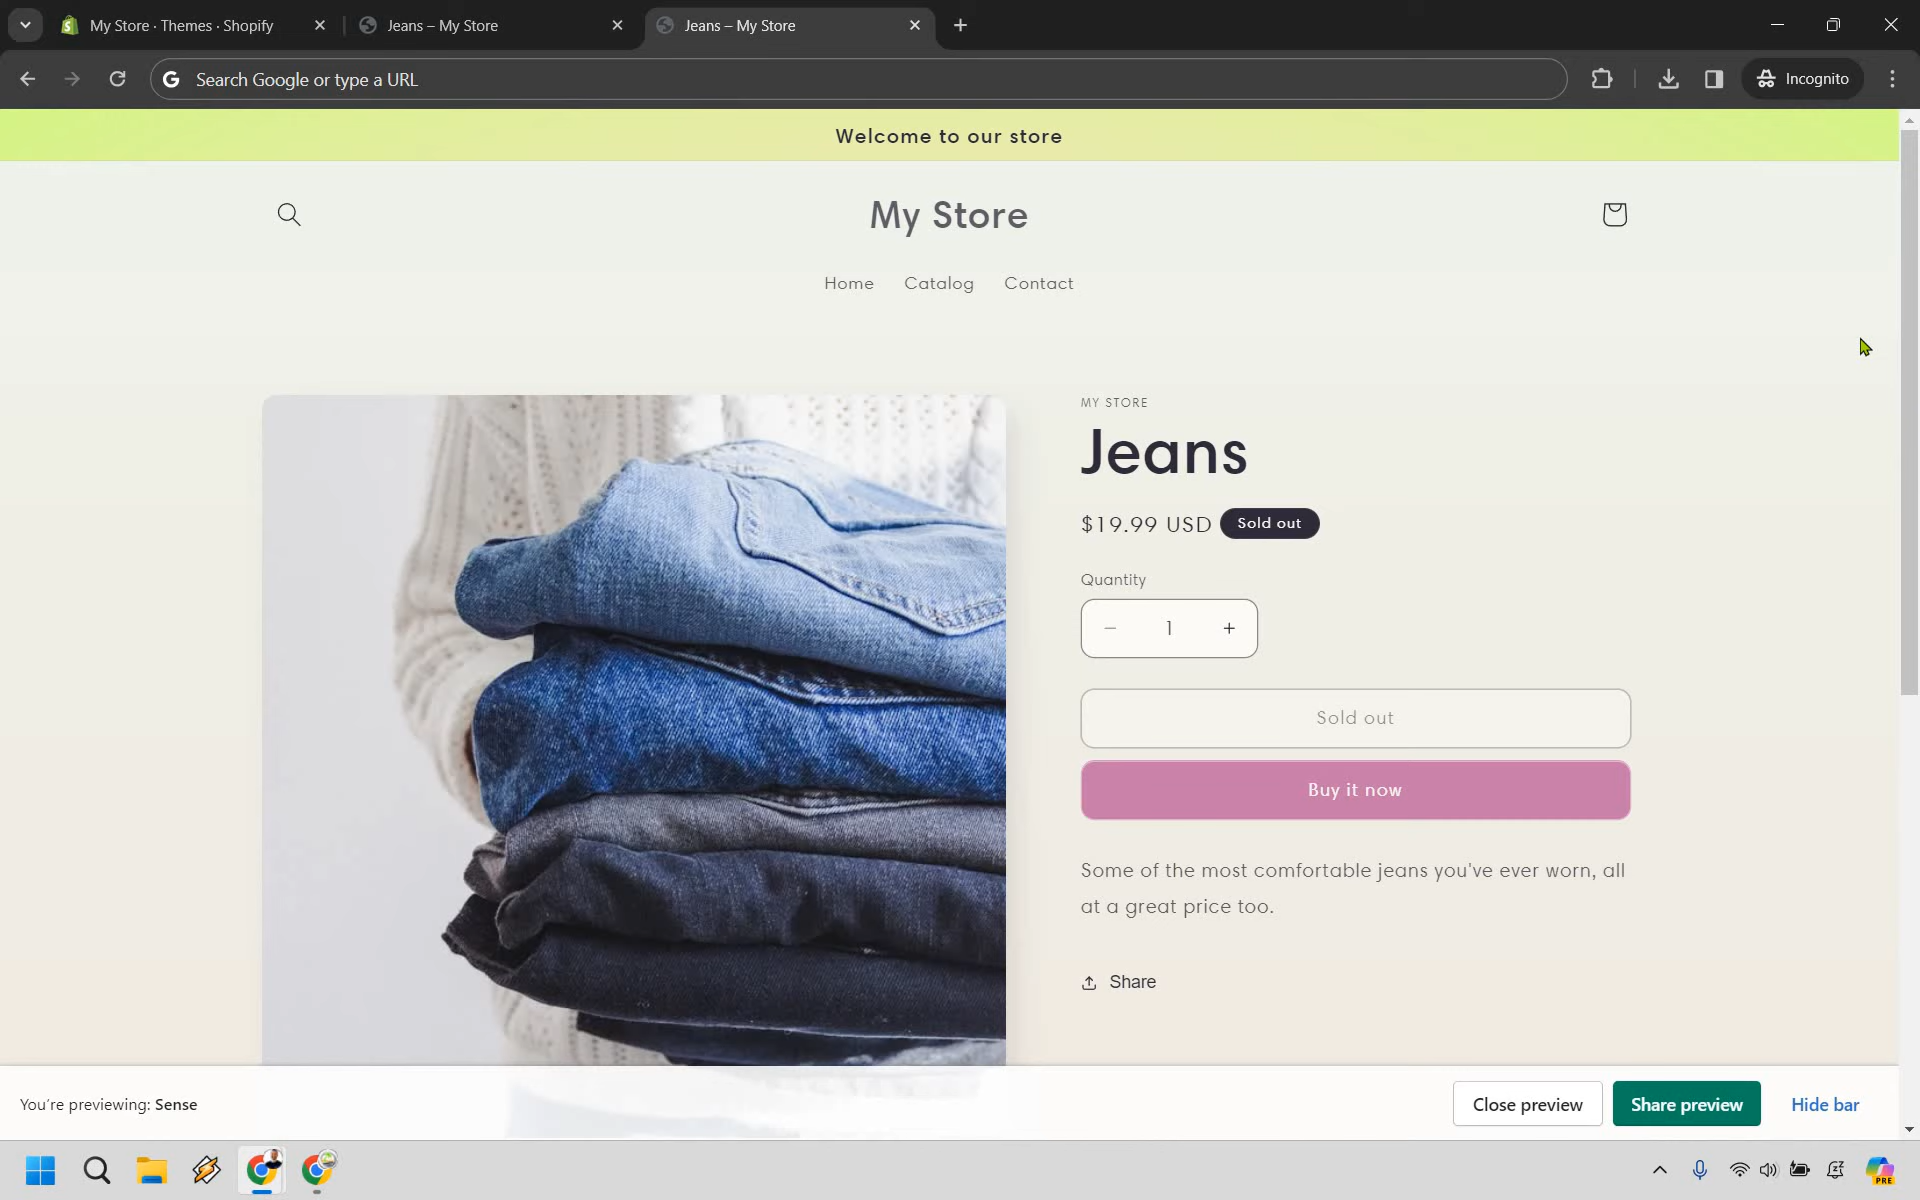 My Store · Themes · Shopify
Jeans – My Store
Jeans – My Store
Search Google or type a URL
Incognito
Welcome to our store
My Store
Home Catalog Contact
MY STORE
Jeans
$19.99 USD Sold out
Quantity
1
Sold out
Buy it now
Some of the most comfortable jeans you've ever worn, all
at a great price too.
Share
You're previewing: Sense
Close preview
Share preview
Hide bar
PRE